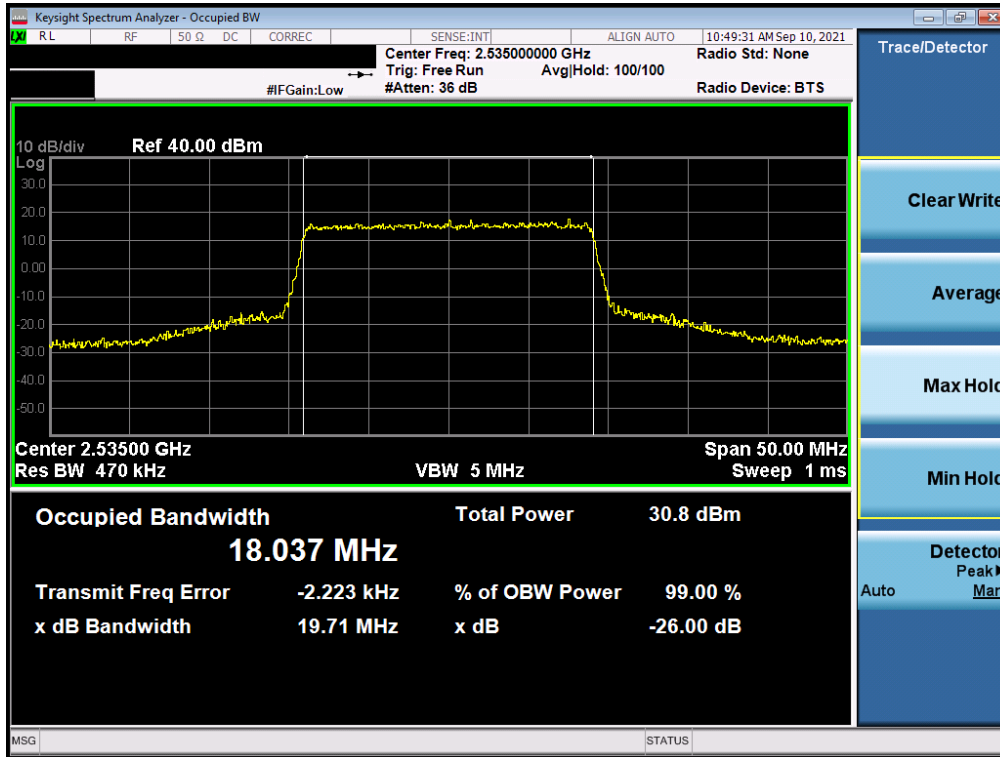 Keysight Spectrum Analyzer - Occupied BW
LXI RL RF 50 Ω DC CORREC SENSE:INT ALIGN AUTO 10:49:31 AM Sep 10, 2021
Center Freq: 2.535000000 GHz Radio Std: None
Trig: Free Run Avg|Hold: 100/100
#IFGain:Low #Atten: 36 dB Radio Device: BTS
Trace/Detector
10 dB/div Ref 40.00 dBm
Log
30.0
20.0
10.0
0.00
-10.0
-20.0
-30.0
-40.0
-50.0
Center 2.53500 GHz Span 50.00 MHz
Res BW 470 kHz VBW 5 MHz Sweep 1 ms
Occupied Bandwidth Total Power 30.8 dBm
18.037 MHz
Transmit Freq Error -2.223 kHz % of OBW Power 99.00 %
x dB Bandwidth 19.71 MHz x dB -26.00 dB
Clear Write
Average
Max Hold
Min Hold
Detector
Peak
Auto Man
MSG STATUS